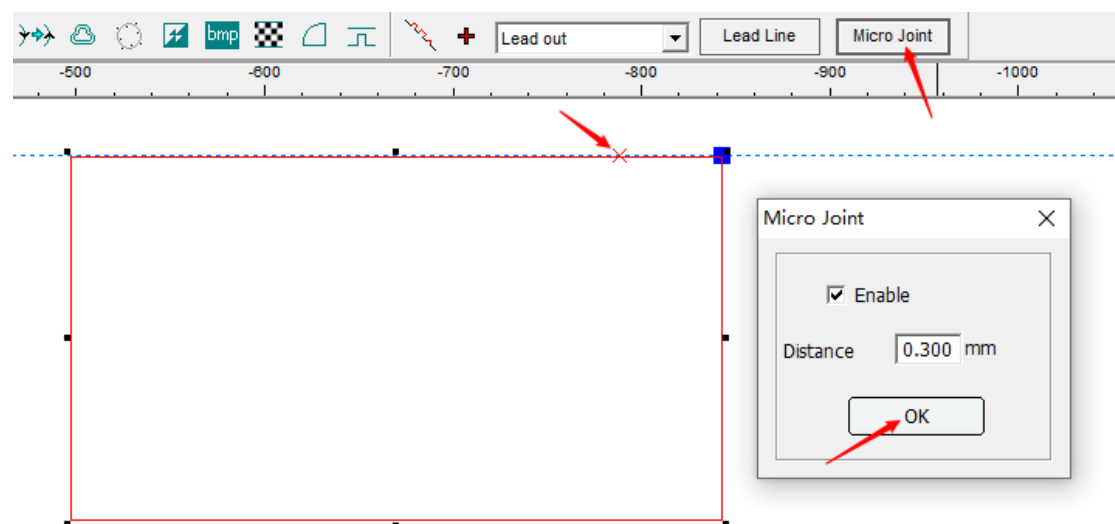 bmp
Lead out
Lead Line
Micro Joint
-500 -600 -700 -800 -900 -1000
Micro Joint
Enable
Distance 0.300 mm
OK